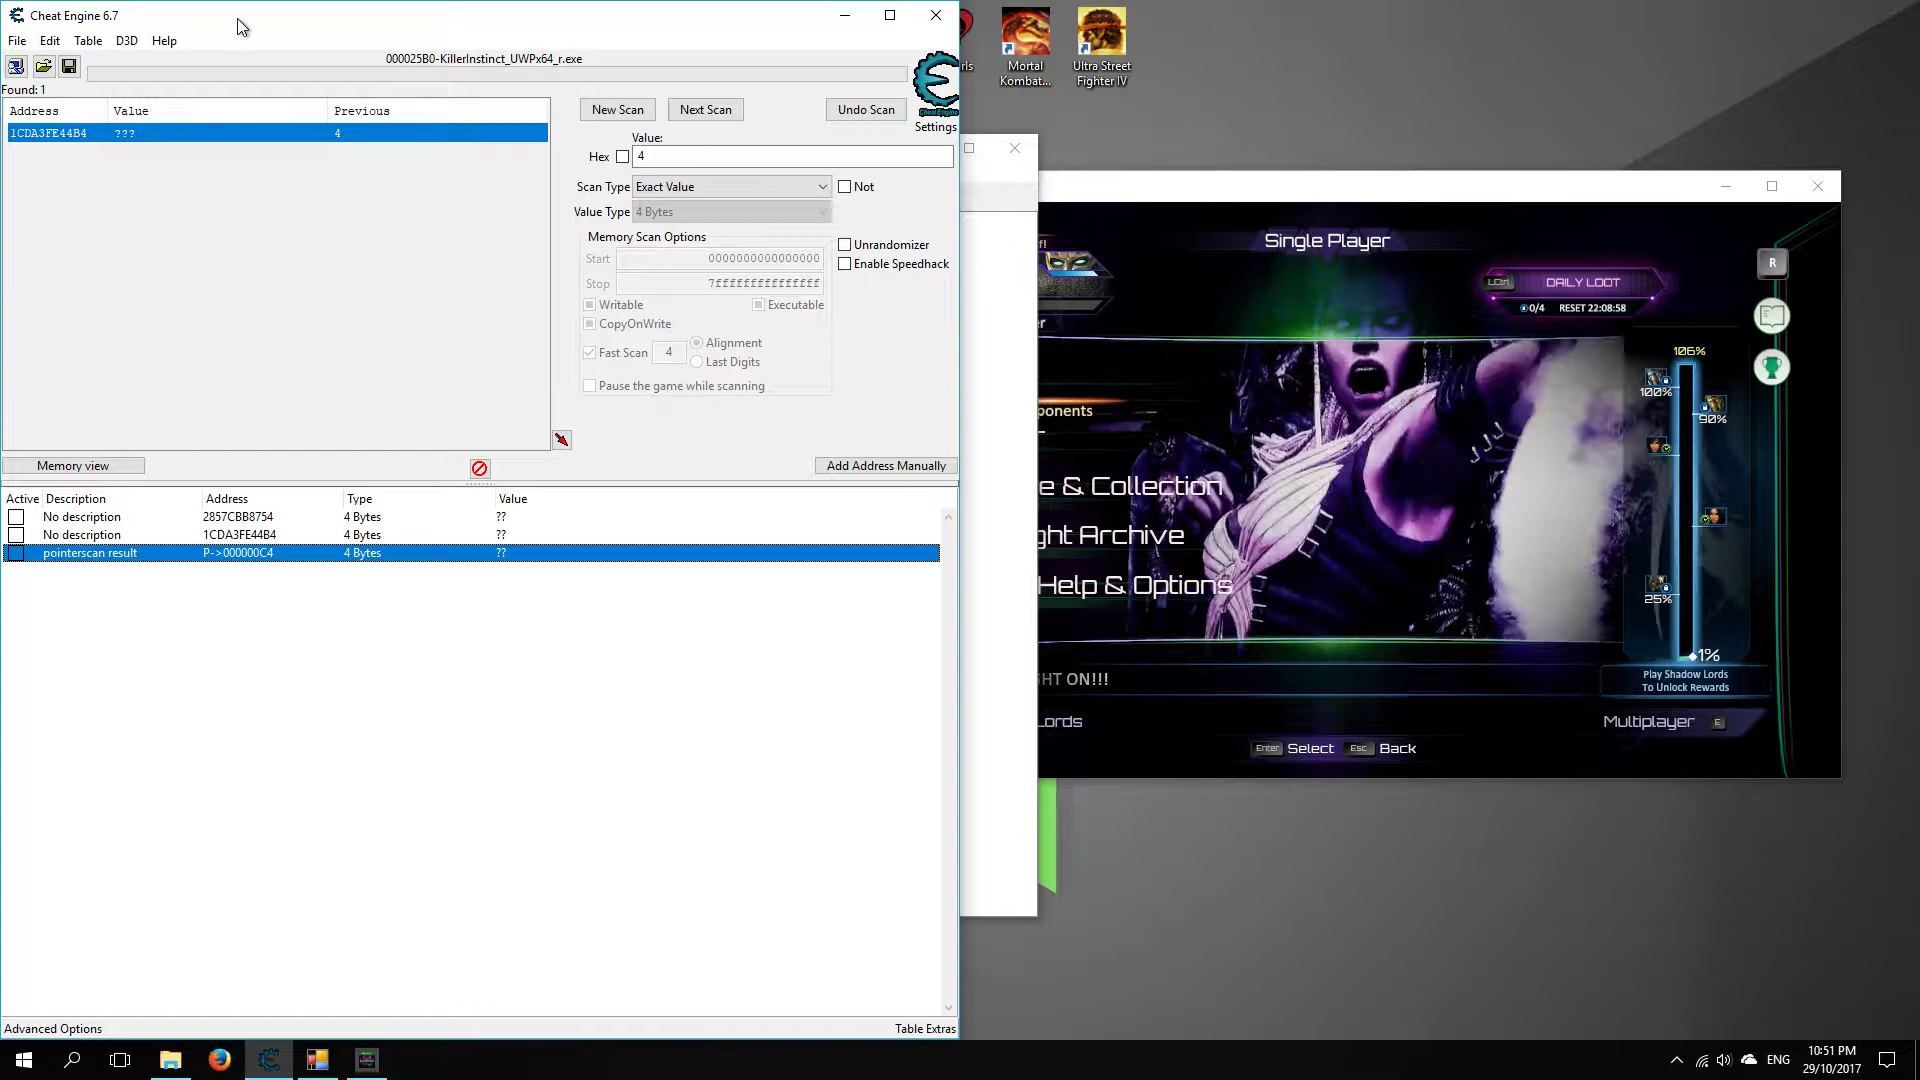 Cheat Engine 6.7
File Edit Table D3D Help
000025B0-KillerInstinct_UWPx64_r.exe
Found: 1
Address Value Previous
1CDA3FE44B4 ??? 4
New Scan Next Scan Undo Scan
Cheat Engine
Settings
Value:
Hex 4
Scan Type Exact Value Not
Value Type 4 Bytes
Memory Scan Options
Start 0000000000000000
Stop 7fffffffffffffff
Unrandomizer
Enable Speedhack
Writable Executable
CopyOnWrite
Fast Scan 4 Alignment
Last Digits
Pause the game while scanning
Memory view Add Address Manually
Active Description Address Type Value
No description 2857CBB8754 4 Bytes ??
No description 1CDA3FE44B4 4 Bytes ??
pointerscan result P->000000C4 4 Bytes ??
Advanced Options Table Extras
rls
Mortal
Kombat...
Ultra Street
Fighter IV
Single Player
f!
er
LCtrl DAILY LOOT
0/4 RESET 22:08:58
R
106%
100%
90%
25%
1%
Play Shadow Lords
To Unlock Rewards
ponents
e & Collection
ght Archive
Help & Options
GHT ON!!!
Lords
Multiplayer E
Enter Select Esc Back
ENG
10:51 PM
29/10/2017